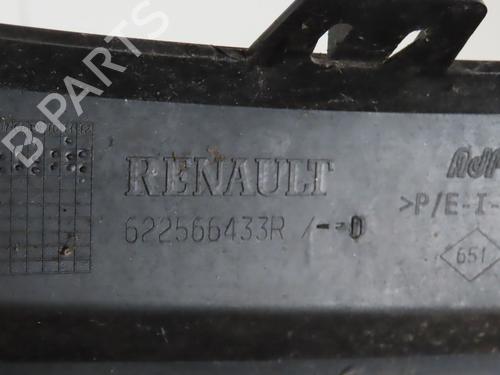 B-PARTS
RENAULT
622566433R /--D
>P/E-I-
651